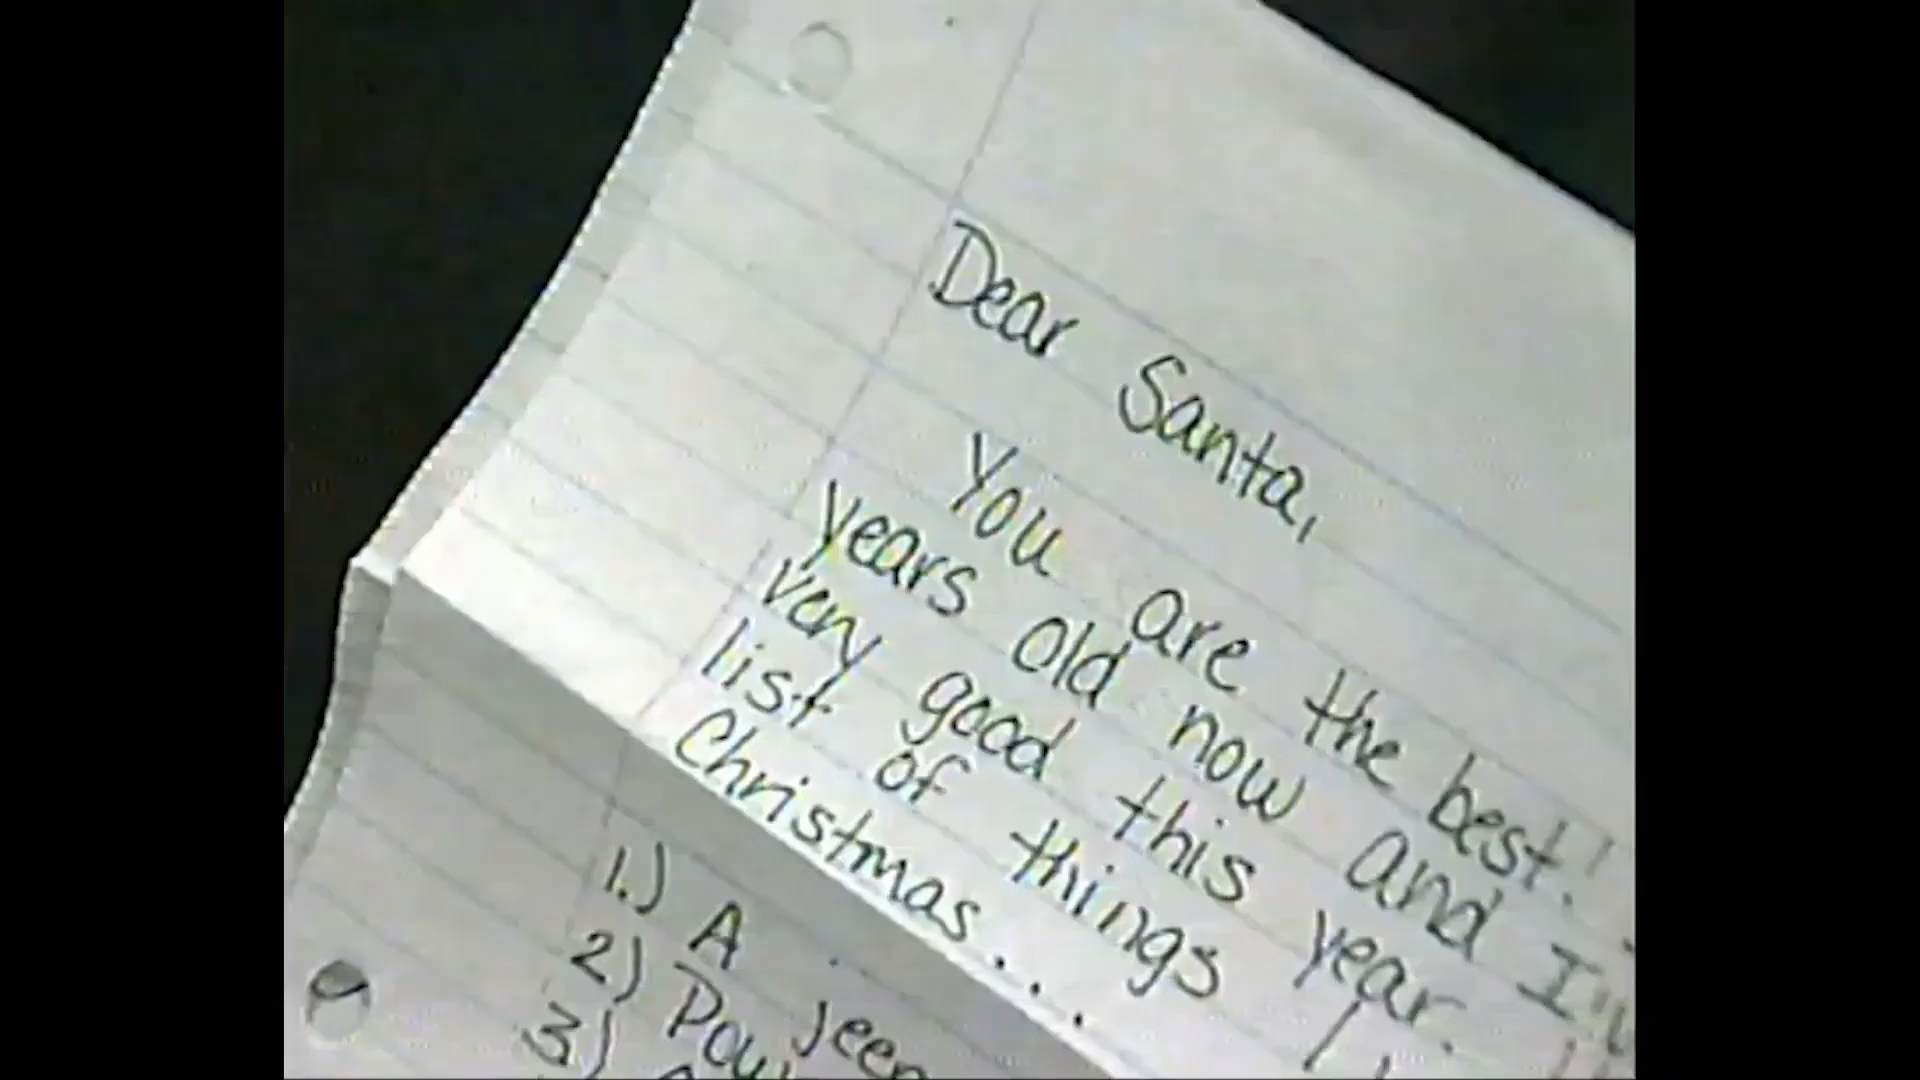 Dear Santa,
You are the best!
years old now and
very good this year.
list of things
Christmas...
1.) A
2)
3)